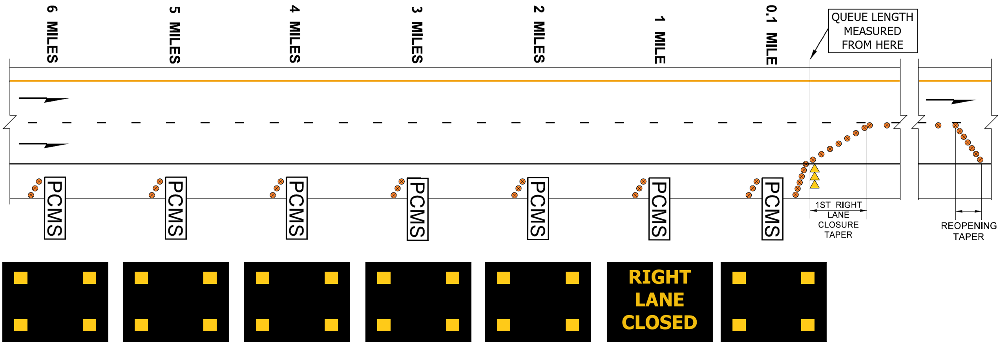 6 MILES
5 MILES
4 MILES
3 MILES
2 MILES
1 MILE
0.1 MILE
QUEUE LENGTH
MEASURED
FROM HERE
PCMS
PCMS
PCMS
PCMS
PCMS
PCMS
PCMS
1ST RIGHT
LANE
CLOSURE
TAPER
REOPENING
TAPER
RIGHT
LANE
CLOSED